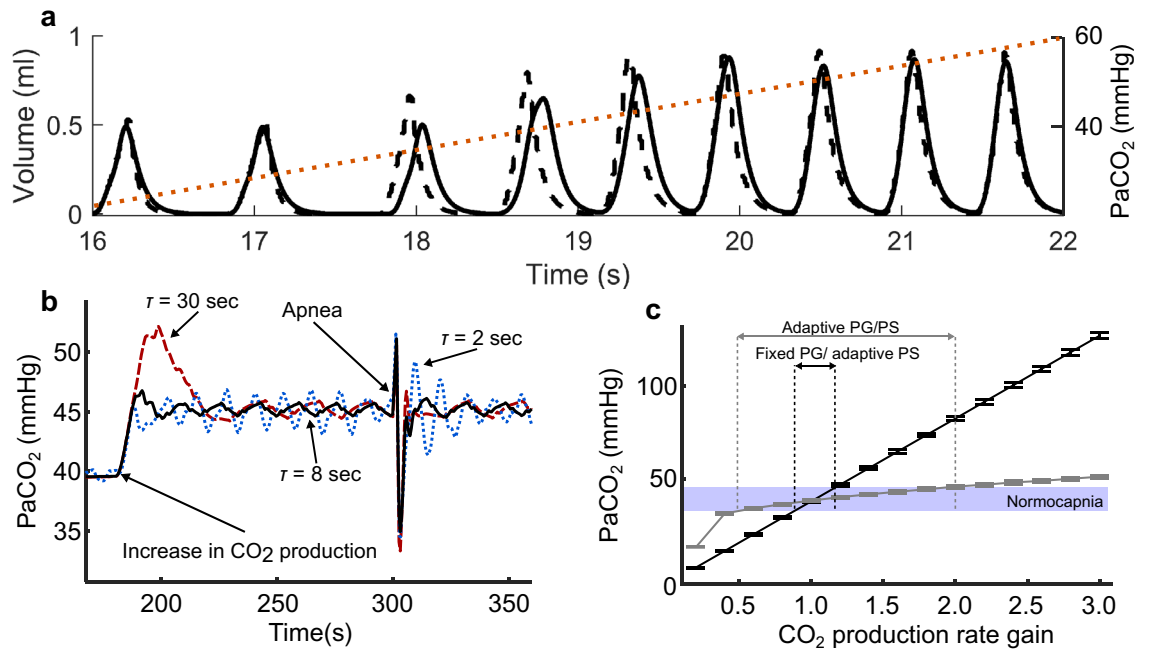 a
Volume (ml)
1
0.5
0
60
40
PaCO2 (mmHg)
16 17 18 19 20 21 22
Time (s)
b
τ = 30 sec
Apnea
τ = 2 sec
τ = 8 sec
Increase in CO2 production
PaCO2 (mmHg)
50
45
40
35
200 250 300 350
Time(s)
c
Adaptive PG/PS
Fixed PG/ adaptive PS
Normocapnia
PaCO2 (mmHg)
100
50
0
0.5 1.0 1.5 2.0 2.5 3.0
CO2 production rate gain